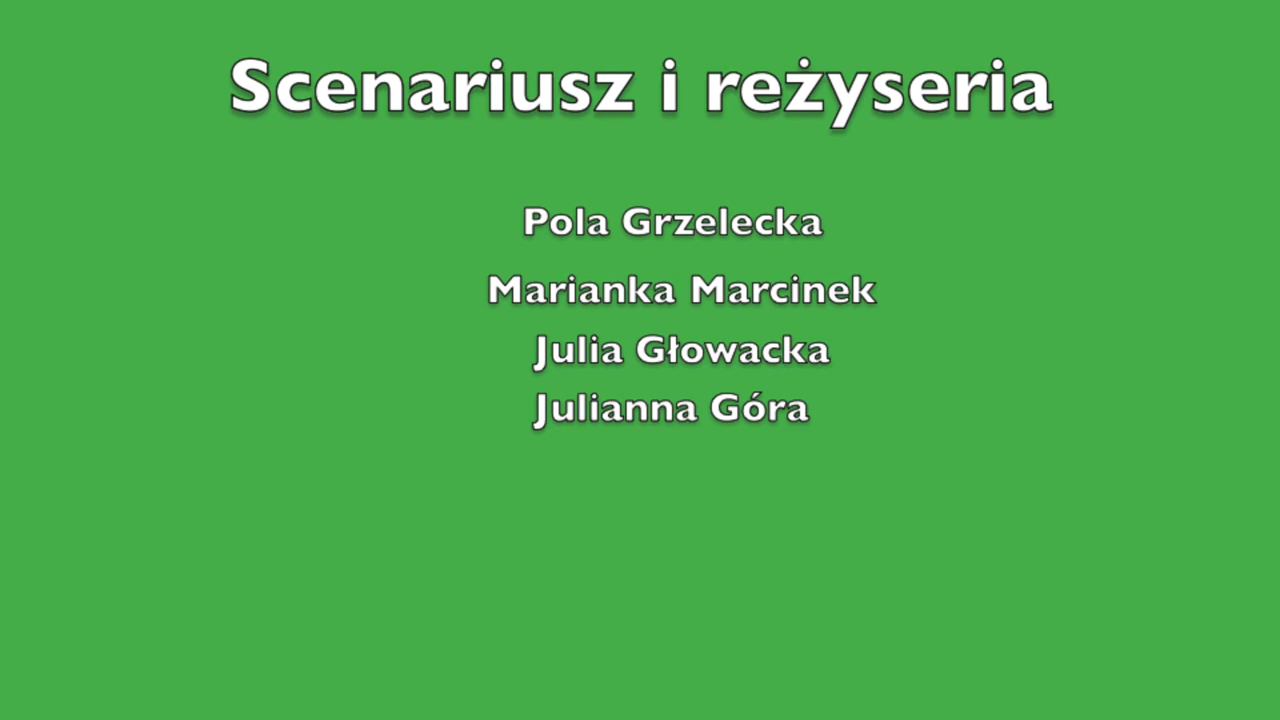 Scenariusz i reżyseria
Pola Grzelecka
Marianka Marcinek
Julia Głowacka
Julianna Góra